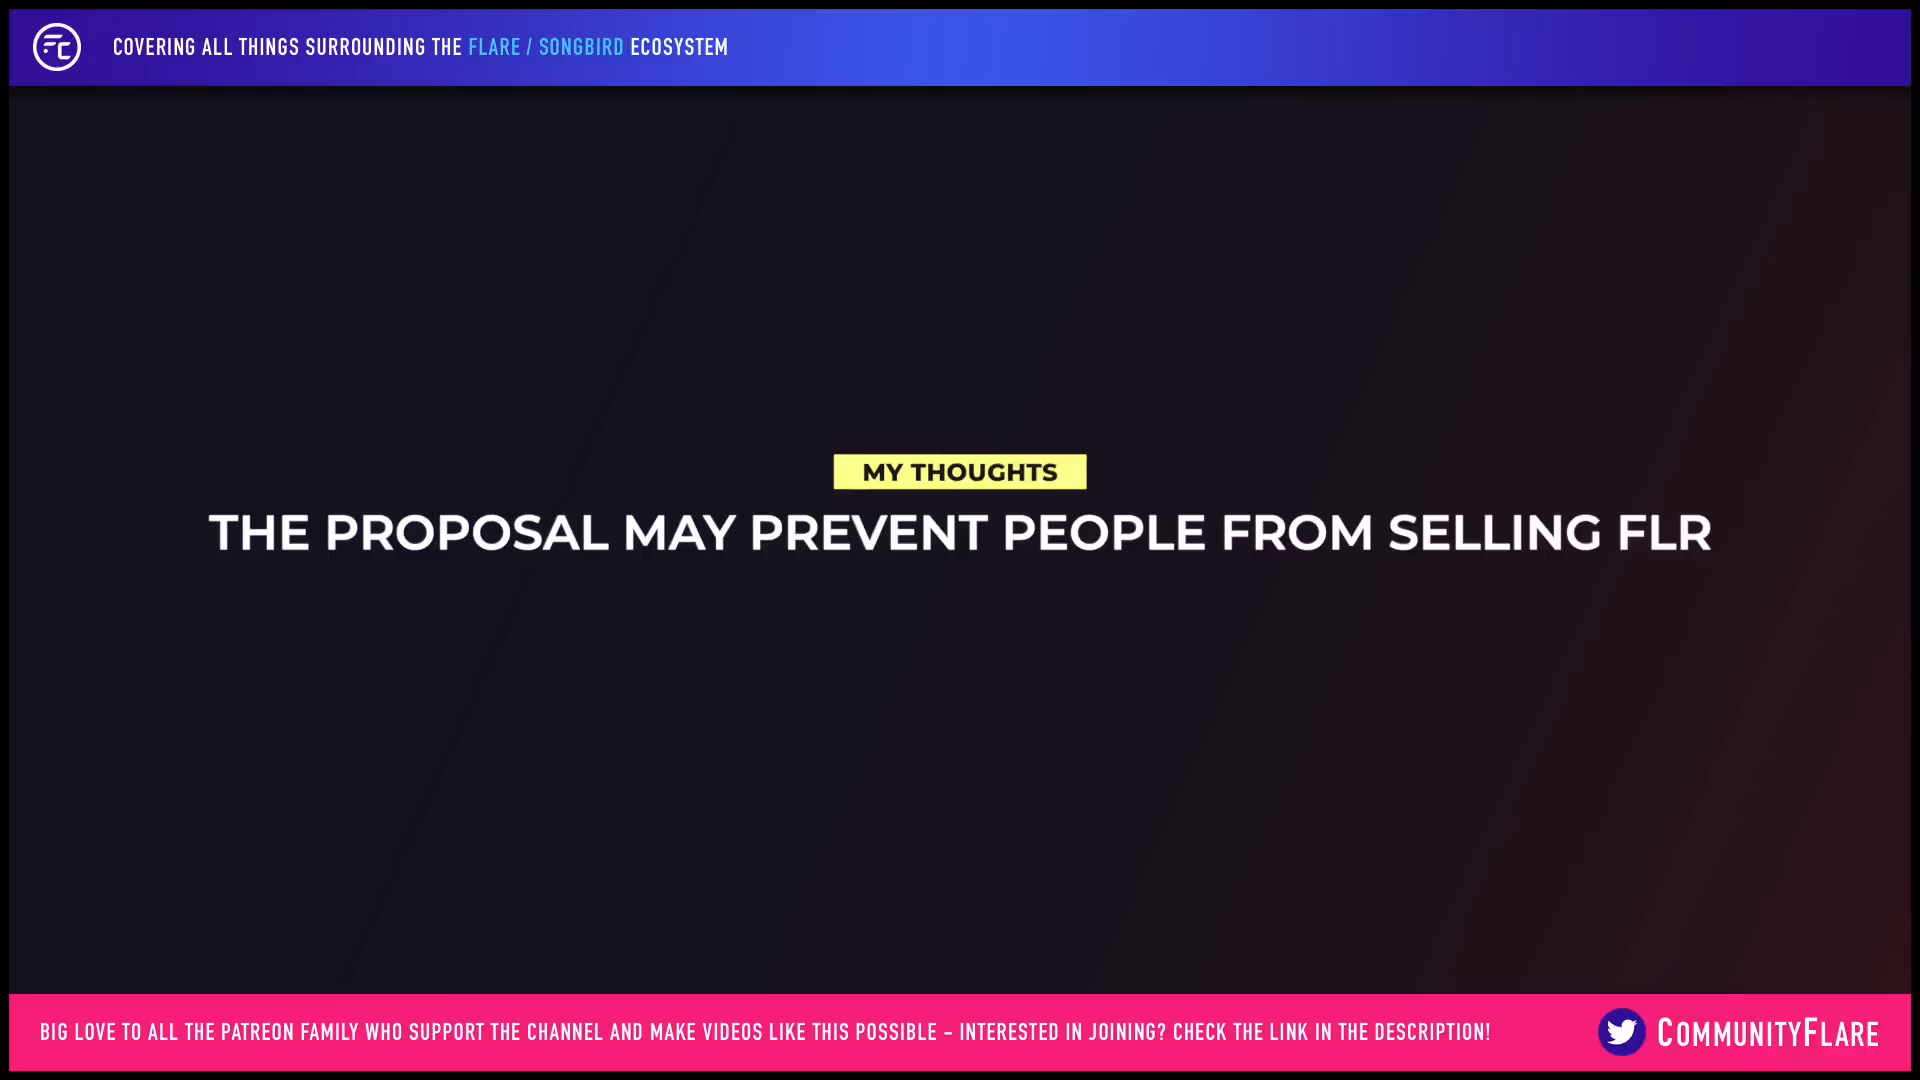 FC
COVERING ALL THINGS SURROUNDING THE FLARE / SONGBIRD ECOSYSTEM
MY THOUGHTS
THE PROPOSAL MAY PREVENT PEOPLE FROM SELLING FLR
BIG LOVE TO ALL THE PATREON FAMILY WHO SUPPORT THE CHANNEL AND MAKE VIDEOS LIKE THIS POSSIBLE - INTERESTED IN JOINING? CHECK THE LINK IN THE DESCRIPTION!
COMMUNITYFLARE